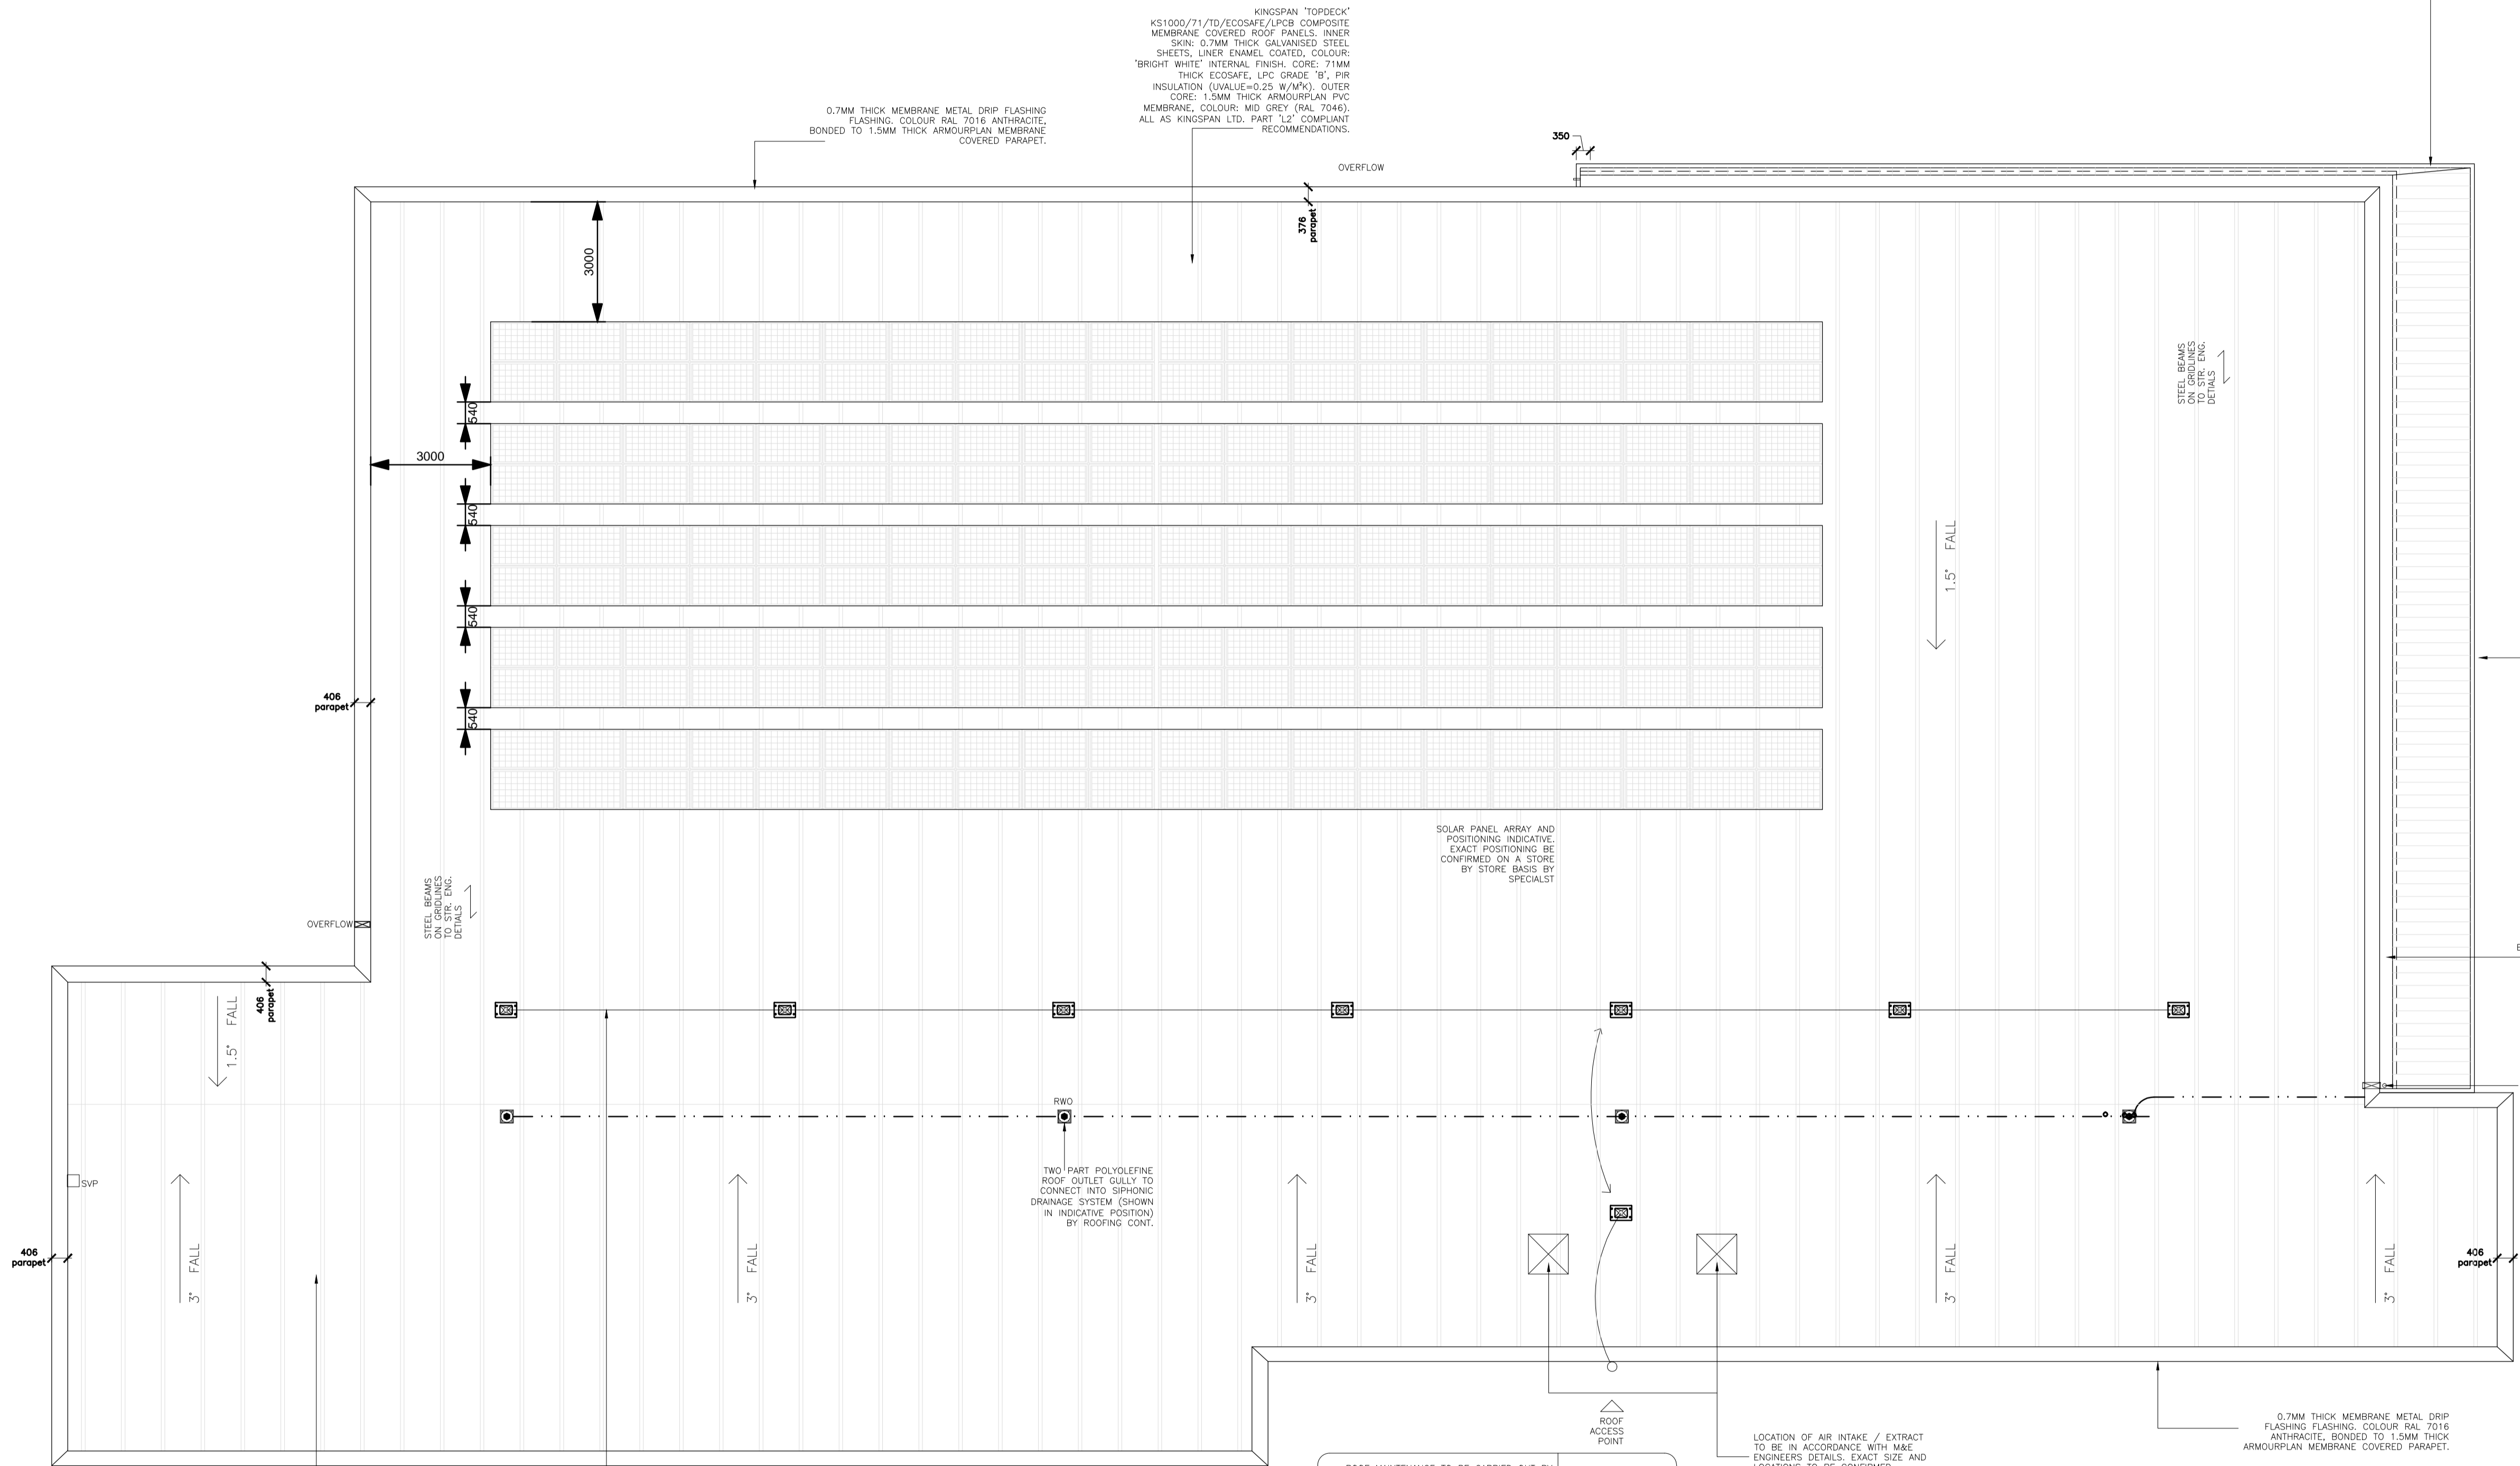 KINGSPAN 'TOPDECK'
KS1000/71/TD/ECOSAFE/LPCB COMPOSITE
MEMBRANE COVERED ROOF PANELS. INNER
SKIN: 0.7MM THICK GALVANISED STEEL
SHEETS, LINER ENAMEL COATED, COLOUR:
'BRIGHT WHITE' INTERNAL FINISH. CORE: 71MM
THICK ECOSAFE, LPC GRADE 'B', PIR
INSULATION (UVALUE=0.25 W/M²K). OUTER
CORE: 1.5MM THICK ARMOURPLAN PVC
MEMBRANE, COLOUR: MID GREY (RAL 7046).
ALL AS KINGSPAN LTD. PART 'L2' COMPLIANT
RECOMMENDATIONS.
0.7MM THICK MEMBRANE METAL DRIP FLASHING
FLASHING. COLOUR RAL 7016 ANTHRACITE,
BONDED TO 1.5MM THICK ARMOURPLAN MEMBRANE
COVERED PARAPET.
350
OVERFLOW
376
parapet
3000
STEEL BEAMS
ON GRIDLINES
TO STR. ENG.
DETIALS
540
3000
540
1.5° FALL
540
406
parapet
540
SOLAR PANEL ARRAY AND
POSITIONING INDICATIVE.
EXACT POSITIONING BE
CONFIRMED ON A STORE
BY STORE BASIS BY
SPECIALST
STEEL BEAMS
ON GRIDLINES
TO STR. ENG.
DETIALS
OVERFLOW
406
parapet
1.5° FALL
RWO
TWO PART POLYOLEFINE
ROOF OUTLET GULLY TO
CONNECT INTO SIPHONIC
DRAINAGE SYSTEM (SHOWN
IN INDICATIVE POSITION)
BY ROOFING CONT.
SVP
406
parapet
3° FALL
3° FALL
3° FALL
3° FALL
3° FALL
406
parapet
ROOF
ACCESS
POINT
0.7MM THICK MEMBRANE METAL DRIP
FLASHING FLASHING. COLOUR RAL 7016
ANTHRACITE, BONDED TO 1.5MM THICK
ARMOURPLAN MEMBRANE COVERED PARAPET.
LOCATION OF AIR INTAKE / EXTRACT
TO BE IN ACCORDANCE WITH M&E
ENGINEERS DETAILS. EXACT SIZE AND
LOCATIONS TO BE CONFIRMED